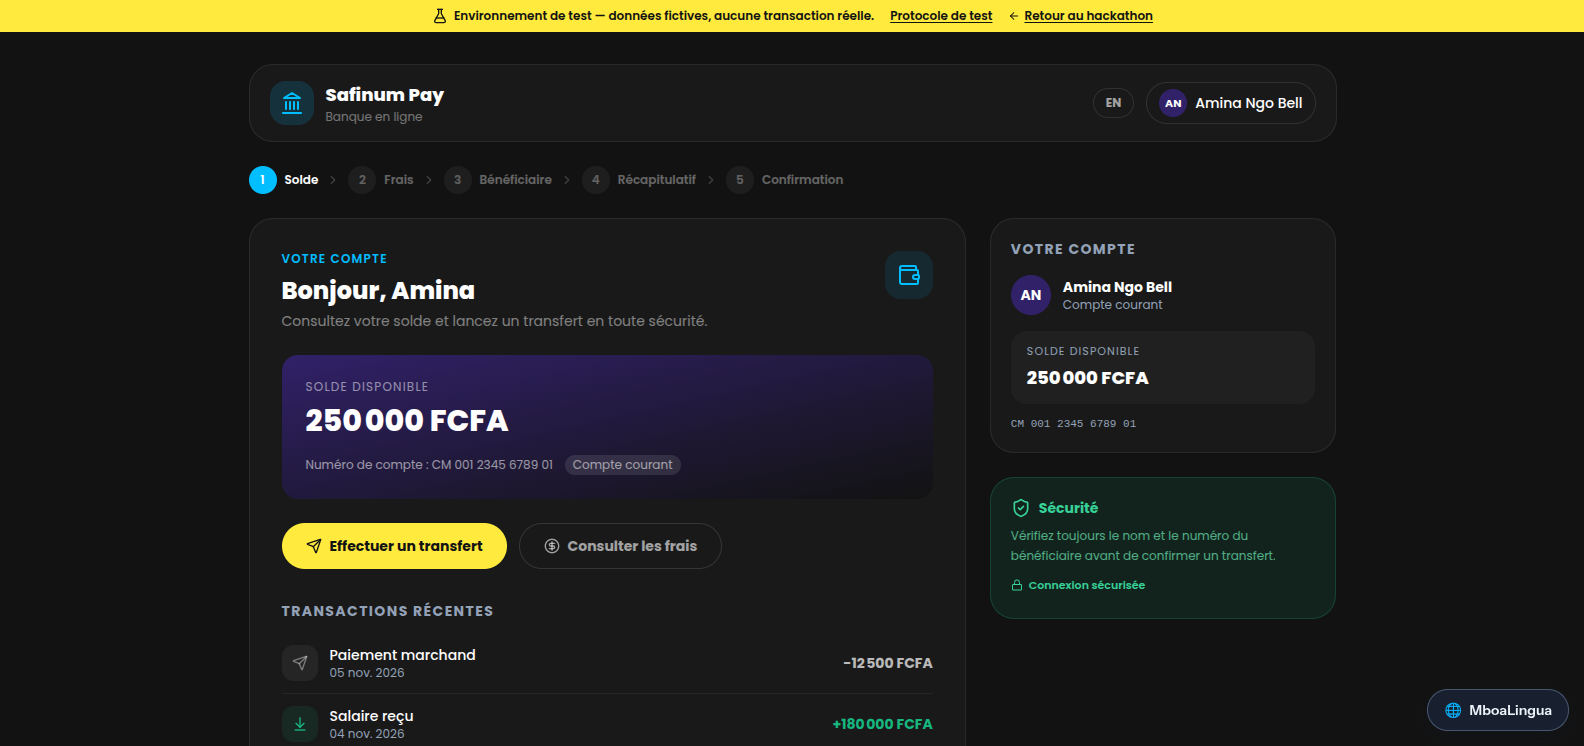 Environnement de test — données fictives, aucune transaction réelle. Protocole de test ← Retour au hackathon
Safinum Pay
Banque en ligne
EN
AN Amina Ngo Bell
1 Solde > 2 Frais > 3 Bénéficiaire > 4 Récapitulatif > 5 Confirmation
VOTRE COMPTE
Bonjour, Amina
Consultez votre solde et lancez un transfert en toute sécurité.
SOLDE DISPONIBLE
250 000 FCFA
Numéro de compte : CM 001 2345 6789 01 Compte courant
Effectuer un transfert
Consulter les frais
TRANSACTIONS RÉCENTES
Paiement marchand
05 nov. 2026
-12 500 FCFA
Salaire reçu
04 nov. 2026
+180 000 FCFA
VOTRE COMPTE
AN
Amina Ngo Bell
Compte courant
SOLDE DISPONIBLE
250 000 FCFA
CM 001 2345 6789 01
Sécurité
Vérifiez toujours le nom et le numéro du
bénéficiaire avant de confirmer un transfert.
Connexion sécurisée
MboaLingua